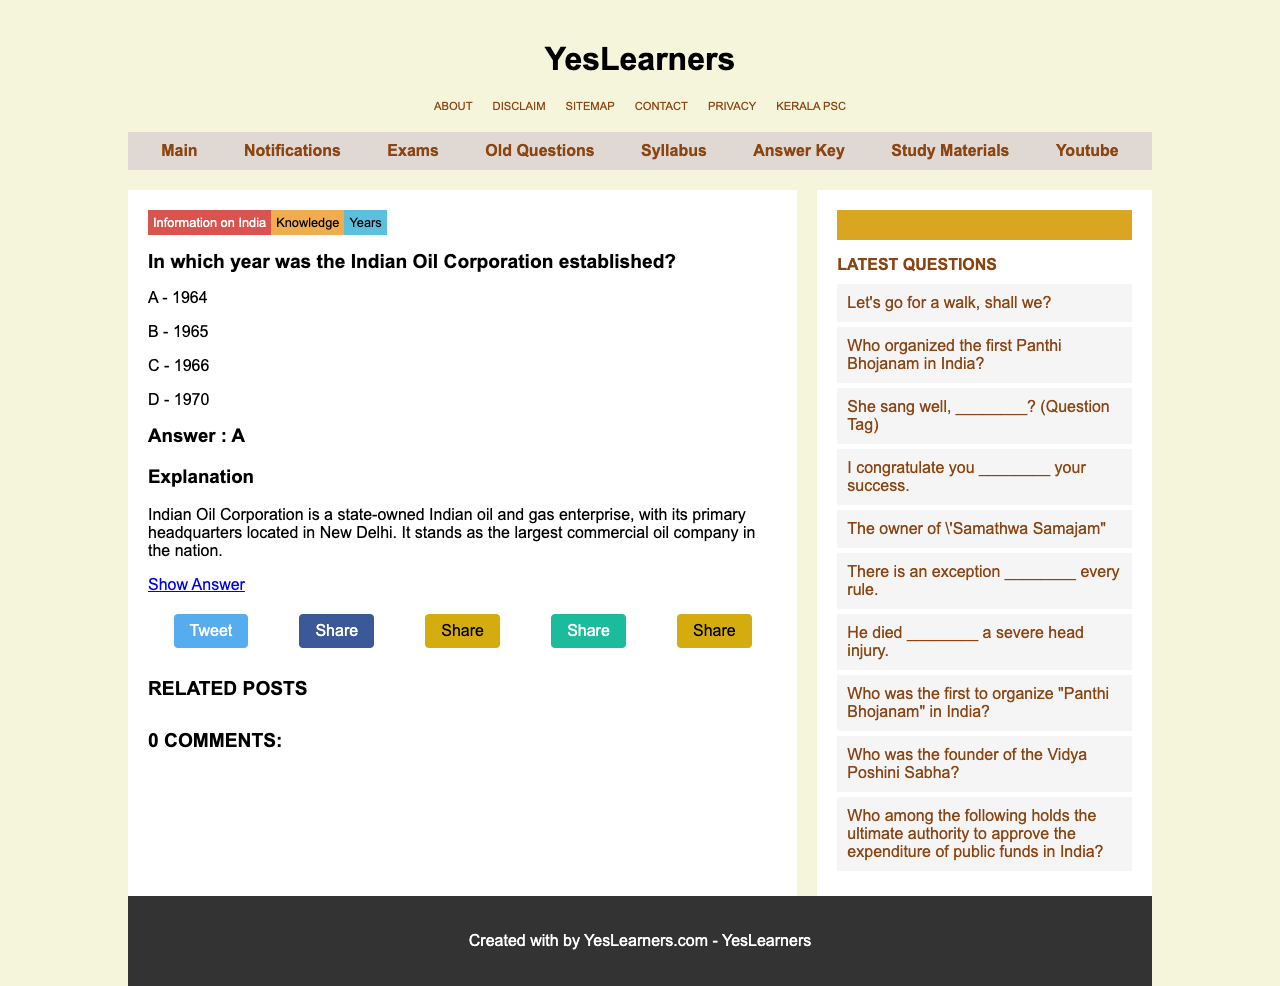 YesLearners
ABOUT DISCLAIM SITEMAP CONTACT PRIVACY KERALA PSC
Main Notifications Exams Old Questions Syllabus Answer Key Study Materials Youtube
Information on India Knowledge Years
In which year was the Indian Oil Corporation established?
A - 1964
B - 1965
C - 1966
D - 1970
Answer : A
Explanation
Indian Oil Corporation is a state-owned Indian oil and gas enterprise, with its primary
headquarters located in New Delhi. It stands as the largest commercial oil company in
the nation.
Show Answer
Tweet Share Share Share Share
RELATED POSTS
0 COMMENTS:
LATEST QUESTIONS
Let's go for a walk, shall we?
Who organized the first Panthi
Bhojanam in India?
She sang well, ________? (Question
Tag)
I congratulate you ________ your
success.
The owner of \'Samathwa Samajam"
There is an exception ________ every
rule.
He died ________ a severe head
injury.
Who was the first to organize "Panthi
Bhojanam" in India?
Who was the founder of the Vidya
Poshini Sabha?
Who among the following holds the
ultimate authority to approve the
expenditure of public funds in India?
Created with by YesLearners.com - YesLearners